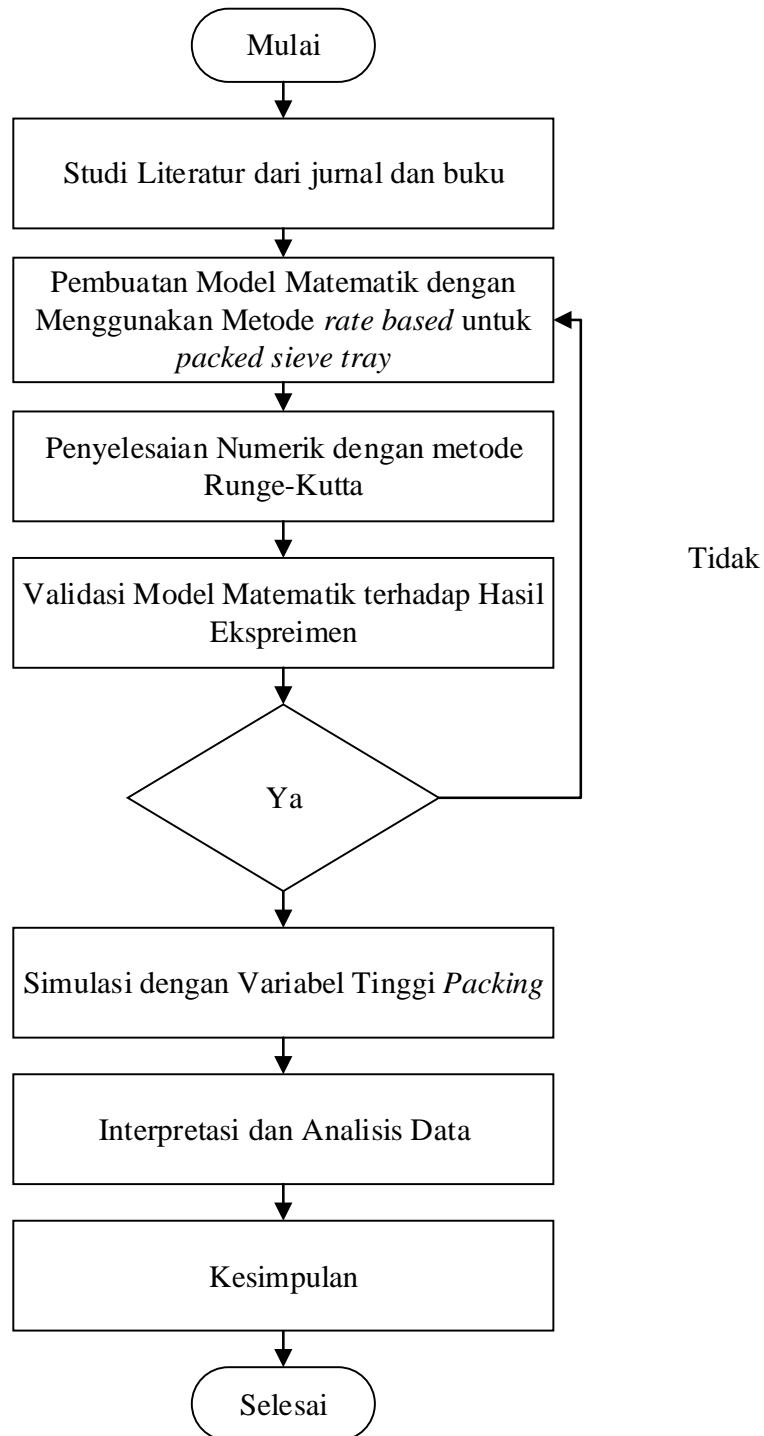 Mulai
Studi Literatur dari jurnal dan buku
Pembuatan Model Matematik dengan
Menggunakan Metode rate based untuk
packed sieve tray
Penyelesaian Numerik dengan metode
Runge-Kutta
Tidak
Validasi Model Matematik terhadap Hasil
Ekspreimen
Ya
Simulasi dengan Variabel Tinggi Packing
Interpretasi dan Analisis Data
Kesimpulan
Selesai